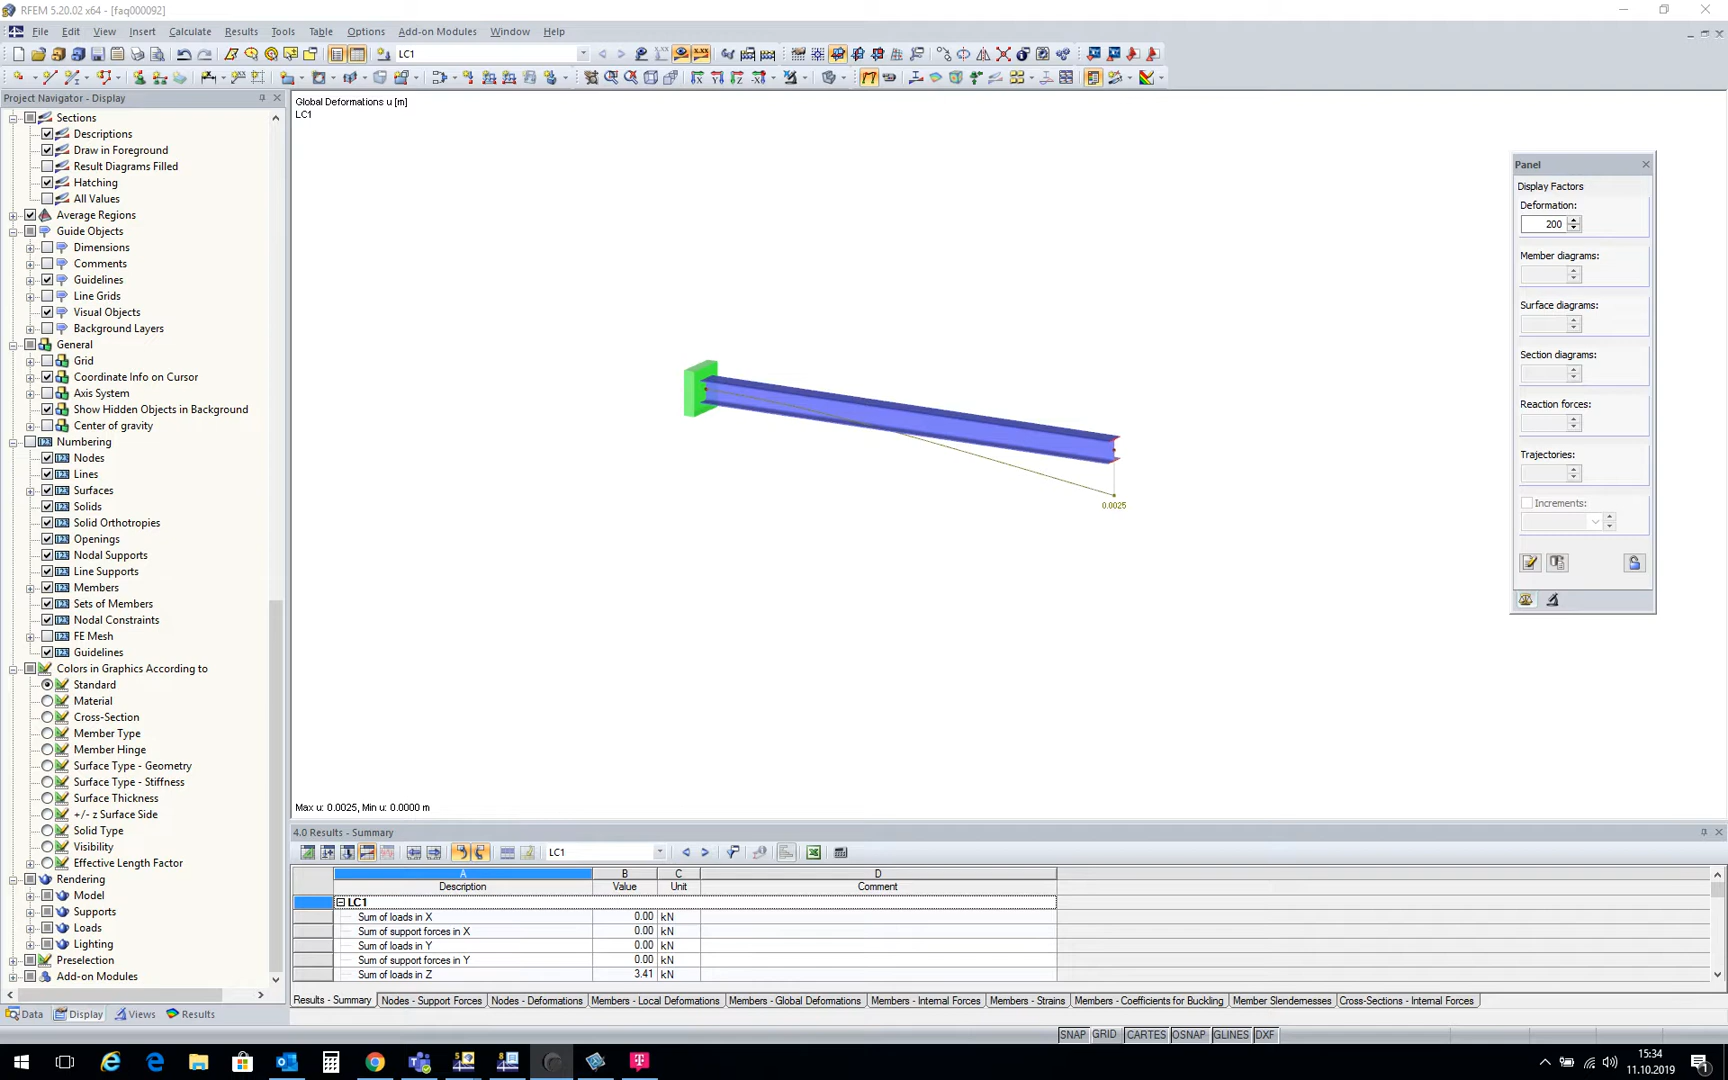 RFEM 5.20.02 x64 - [faq000092]
File Edit View Insert Calculate Results Tools Table Options Add-on Modules Window Help
LC1
Project Navigator - Display
Sections
Descriptions
Draw in Foreground
Result Diagrams Filled
Hatching
All Values
Average Regions
Guide Objects
Dimensions
Comments
Guidelines
Line Grids
Visual Objects
Background Layers
General
Grid
Coordinate Info on Cursor
Axis System
Show Hidden Objects in Background
Center of gravity
Numbering
Nodes
Lines
Surfaces
Solids
Solid Orthotropies
Openings
Nodal Supports
Line Supports
Members
Sets of Members
Nodal Constraints
FE Mesh
Guidelines
Colors in Graphics According to
Standard
Material
Cross-Section
Member Type
Member Hinge
Surface Type - Geometry
Surface Type - Stiffness
Surface Thickness
+/- z Surface Side
Solid Type
Visibility
Effective Length Factor
Rendering
Model
Supports
Loads
Lighting
Preselection
Add-on Modules
Data Display Views Results
Global Deformations u [m]
LC1
0.0025
Max u: 0.0025, Min u: 0.0000 m
Panel
Display Factors
Deformation:
200
Member diagrams:
Surface diagrams:
Section diagrams:
Reaction forces:
Trajectories:
Increments:
4.0 Results - Summary
LC1
A B C D
Description Value Unit Comment
LC1
Sum of loads in X 0.00 kN
Sum of support forces in X 0.00 kN
Sum of loads in Y 0.00 kN
Sum of support forces in Y 0.00 kN
Sum of loads in Z 3.41 kN
Results - Summary Nodes - Support Forces Nodes - Deformations Members - Local Deformations Members - Global Deformations Members - Internal Forces Members - Strains Members - Coefficients for Buckling Member Slendernesses Cross-Sections - Internal Forces
SNAP GRID CARTES OSNAP GLINES DXF
15:34
11.10.2019